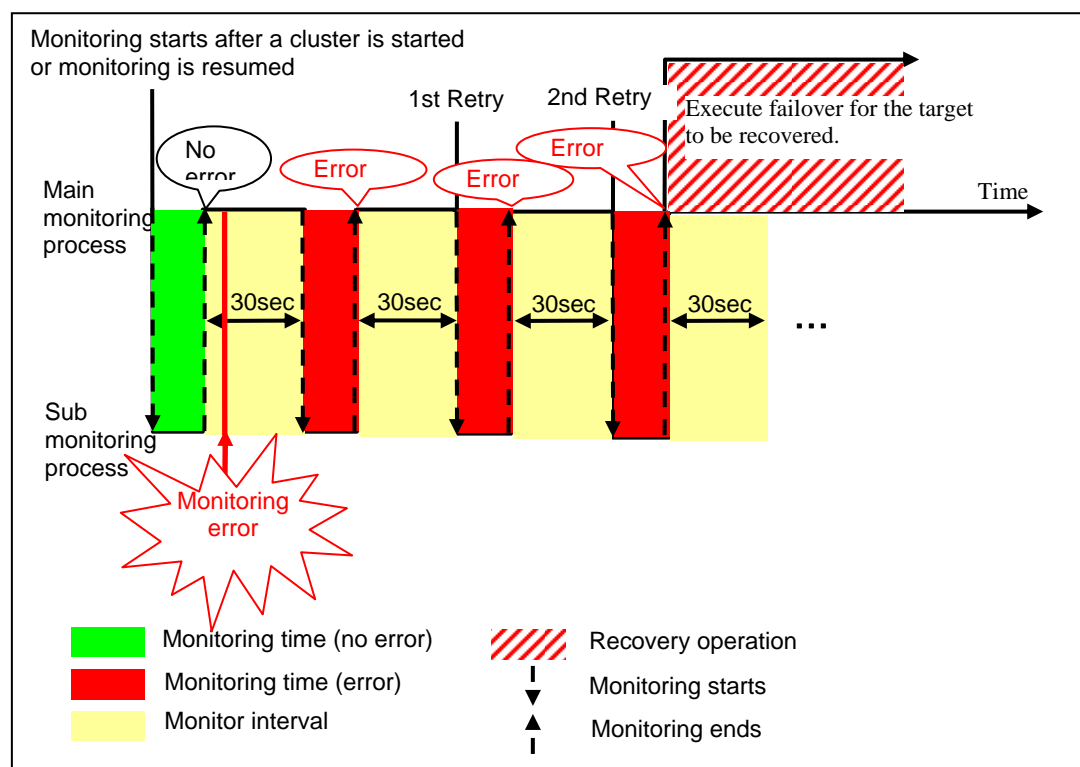 Monitoring starts after a cluster is started
or monitoring is resumed
1st Retry
2nd Retry
Execute failover for the target
to be recovered.
No
error
Error
Error
Error
Main
monitoring
process
Time
30sec
30sec
30sec
30sec
...
Sub
monitoring
process
Monitoring
error
Monitoring time (no error)
Monitoring time (error)
Monitor interval
Recovery operation
Monitoring starts
Monitoring ends